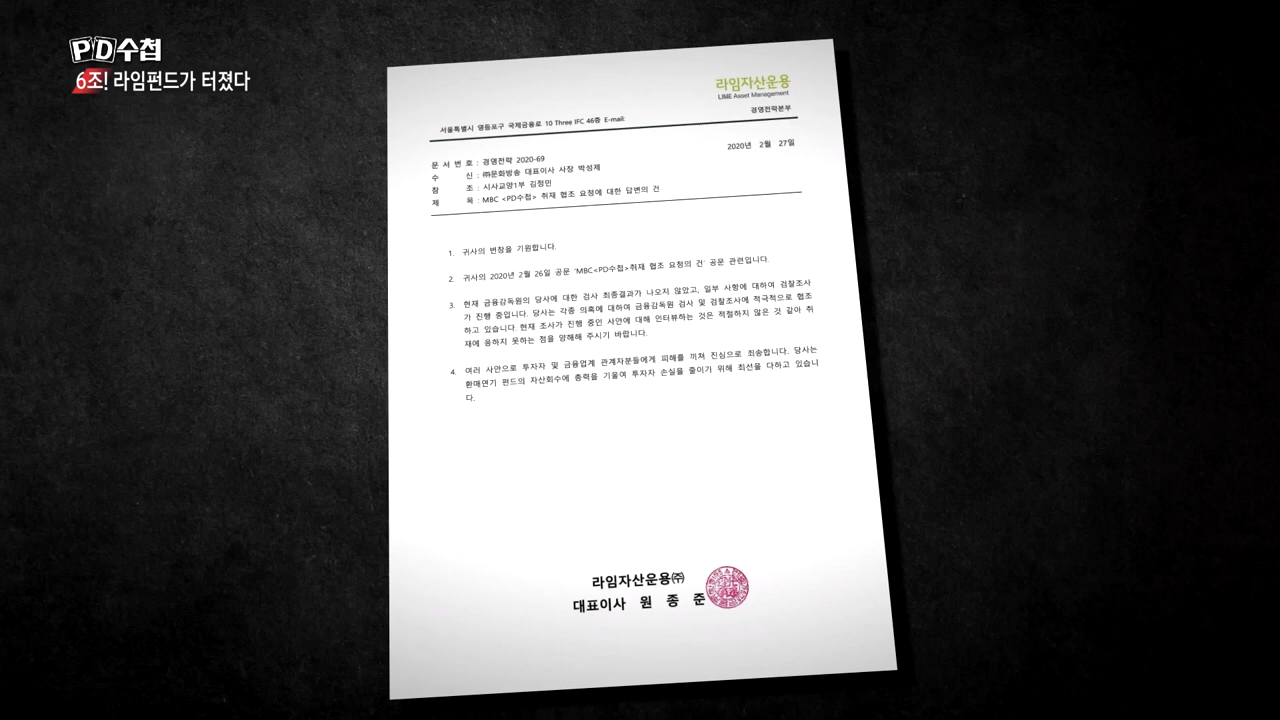 PD수첩
6조! 라임펀드가 터졌다
라임자산운용
LIME Asset Management
경영전략본부
서울특별시 영등포구 국제금융로 10 Three IFC 46층 E-mail:
2020년 2월 27일
문 서 번 호 : 경영전략 2020-69
수 신 : ㈜문화방송 대표이사 사장 박성제
참 조 : 시사교양1부 김정민
제 목 : MBC <PD수첩> 취재 협조 요청에 대한 답변의 건
1. 귀사의 번창을 기원합니다.
2. 귀사의 2020년 2월 26일 공문 'MBC<PD수첩>취재 협조 요청의 건' 공문 관련입니다.
3. 현재 금융감독원의 당사에 대한 검사 최종결과가 나오지 않았고, 일부 사항에 대하여 검찰조사
가 진행 중입니다. 당사는 각종 의혹에 대하여 금융감독원 검사 및 검찰조사에 적극적으로 협조
하고 있습니다. 현재 조사가 진행 중인 사안에 대해 인터뷰하는 것은 적절하지 않은 것 같아 취
재에 응하지 못하는 점을 양해해 주시기 바랍니다.
4. 여러 사안으로 투자자 및 금융업계 관계자분들에게 피해를 끼쳐 진심으로 죄송합니다. 당사는
환매연기 펀드의 자산회수에 총력을 기울여 투자자 손실을 줄이기 위해 최선을 다하고 있습니
다.
라임자산운용㈜
대표이사 원 종 준